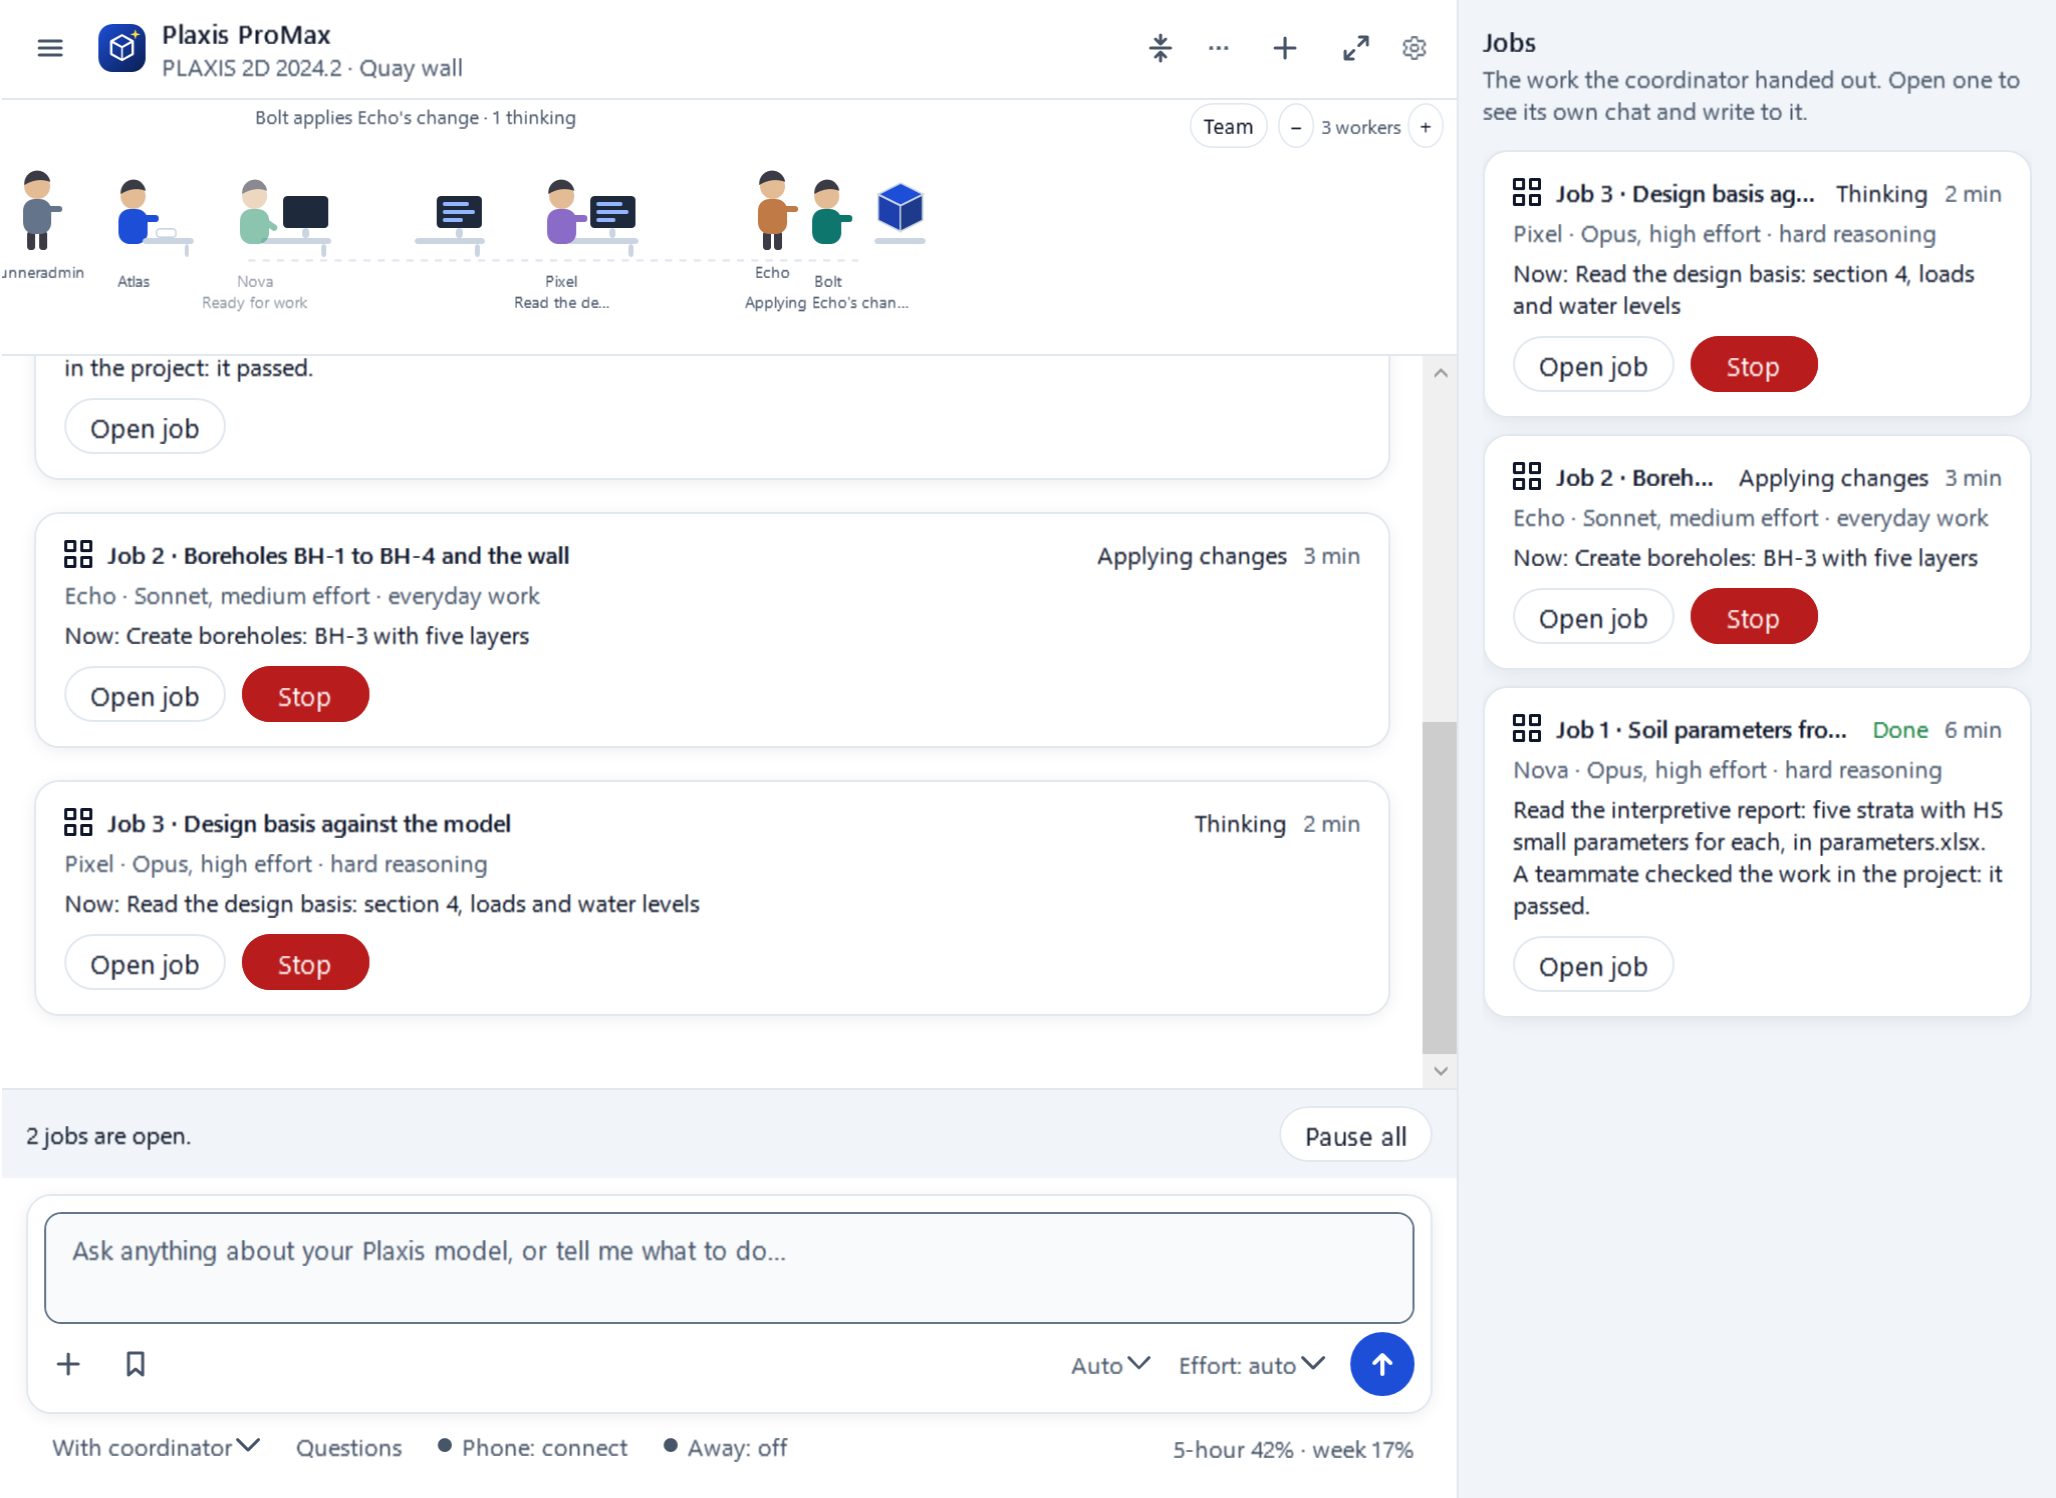 Plaxis ProMax
PLAXIS 2D 2024.2 · Quay wall
Bolt applies Echo's change · 1 thinking
Team
–
3 workers
+
unneradmin
Atlas
Nova
Ready for work
Pixel
Read the de...
Echo
Bolt
Applying Echo's chan...
in the project: it passed.
Open job
Job 2 · Boreholes BH-1 to BH-4 and the wall
Applying changes 3 min
Echo · Sonnet, medium effort · everyday work
Now: Create boreholes: BH-3 with five layers
Open job
Stop
Job 3 · Design basis against the model
Thinking 2 min
Pixel · Opus, high effort · hard reasoning
Now: Read the design basis: section 4, loads and water levels
Open job
Stop
2 jobs are open.
Pause all
Ask anything about your Plaxis model, or tell me what to do...
Auto
Effort: auto
With coordinator
Questions
Phone: connect
Away: off
5-hour 42% · week 17%
Jobs
The work the coordinator handed out. Open one to
see its own chat and write to it.
Job 3 · Design basis ag... Thinking 2 min
Pixel · Opus, high effort · hard reasoning
Now: Read the design basis: section 4, loads
and water levels
Open job
Stop
Job 2 · Boreh... Applying changes 3 min
Echo · Sonnet, medium effort · everyday work
Now: Create boreholes: BH-3 with five layers
Open job
Stop
Job 1 · Soil parameters fro... Done 6 min
Nova · Opus, high effort · hard reasoning
Read the interpretive report: five strata with HS
small parameters for each, in parameters.xlsx.
A teammate checked the work in the project: it
passed.
Open job